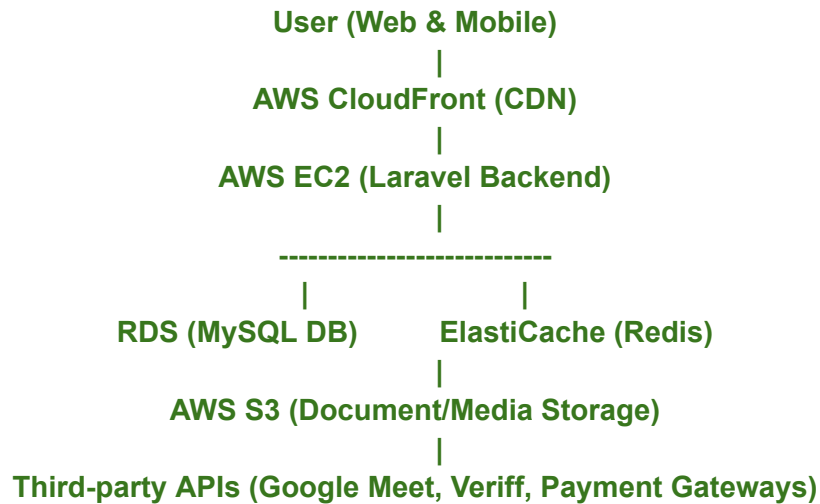 User (Web & Mobile)
|
AWS CloudFront (CDN)
|
AWS EC2 (Laravel Backend)
|
----------------------------
| |
RDS (MySQL DB) ElastiCache (Redis)
|
AWS S3 (Document/Media Storage)
|
Third-party APIs (Google Meet, Veriff, Payment Gateways)